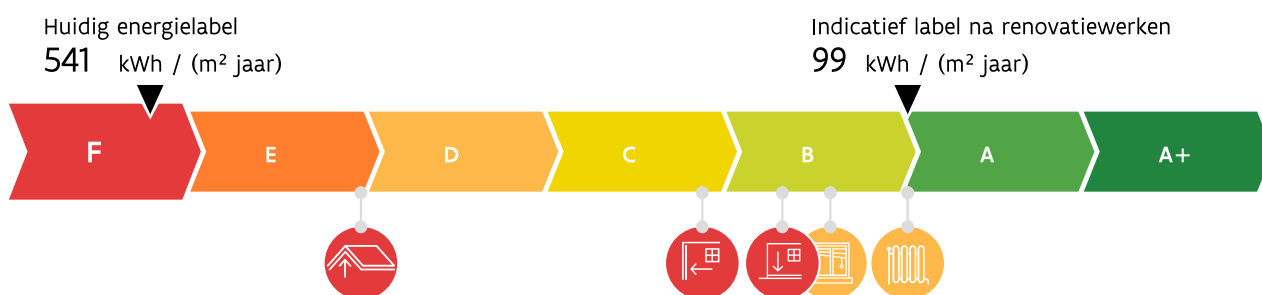 Huidig energielabel
541 kWh / (m² jaar)
Indicatief label na renovatiewerken
99 kWh / (m² jaar)
F E D C B A A+